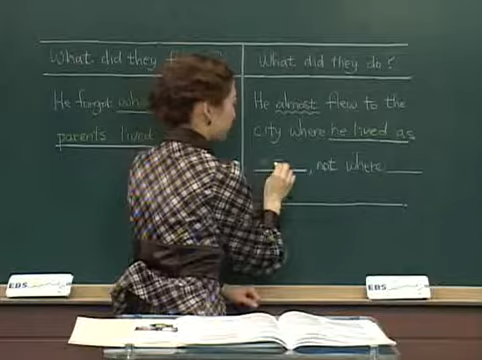 What did they
He forgot
parents lived
What did they do?
He almost flew to the
city where he lived as
, not where
EBS
EBS